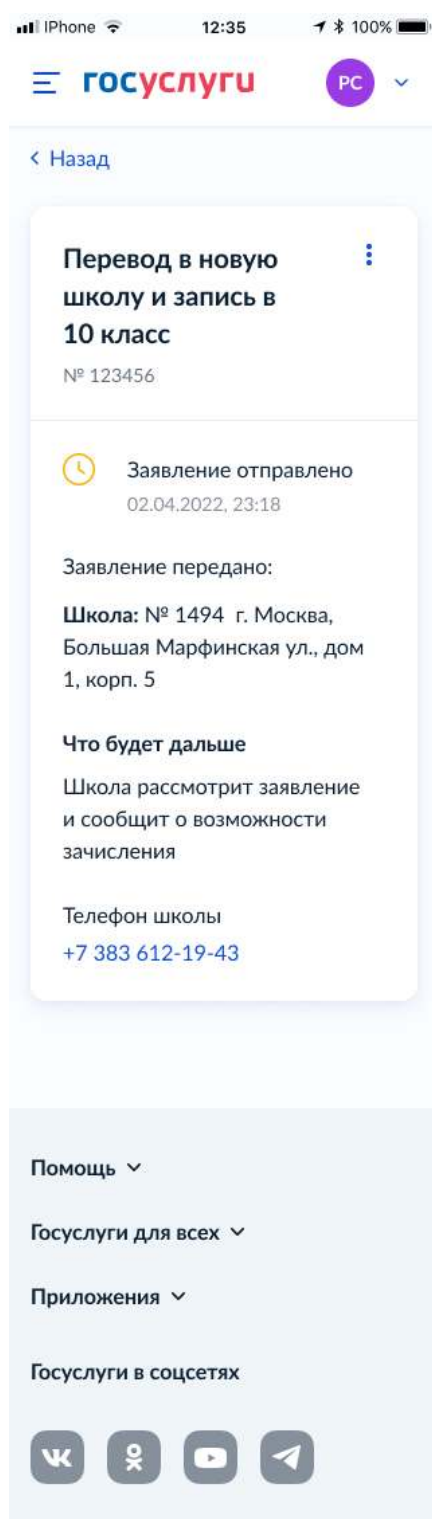 IPhone 12:35 100%
госуслуги PC
Назад
Перевод в новую
школу и запись в
10 класс
№ 123456
Заявление отправлено
02.04.2022, 23:18
Заявление передано:
Школа: № 1494 г. Москва,
Большая Марфинская ул., дом
1, корп. 5
Что будет дальше
Школа рассмотрит заявление
и сообщит о возможности
зачисления
Телефон школы
+7 383 612-19-43
Помощь
Госуслуги для всех
Приложения
Госуслуги в соцсетях